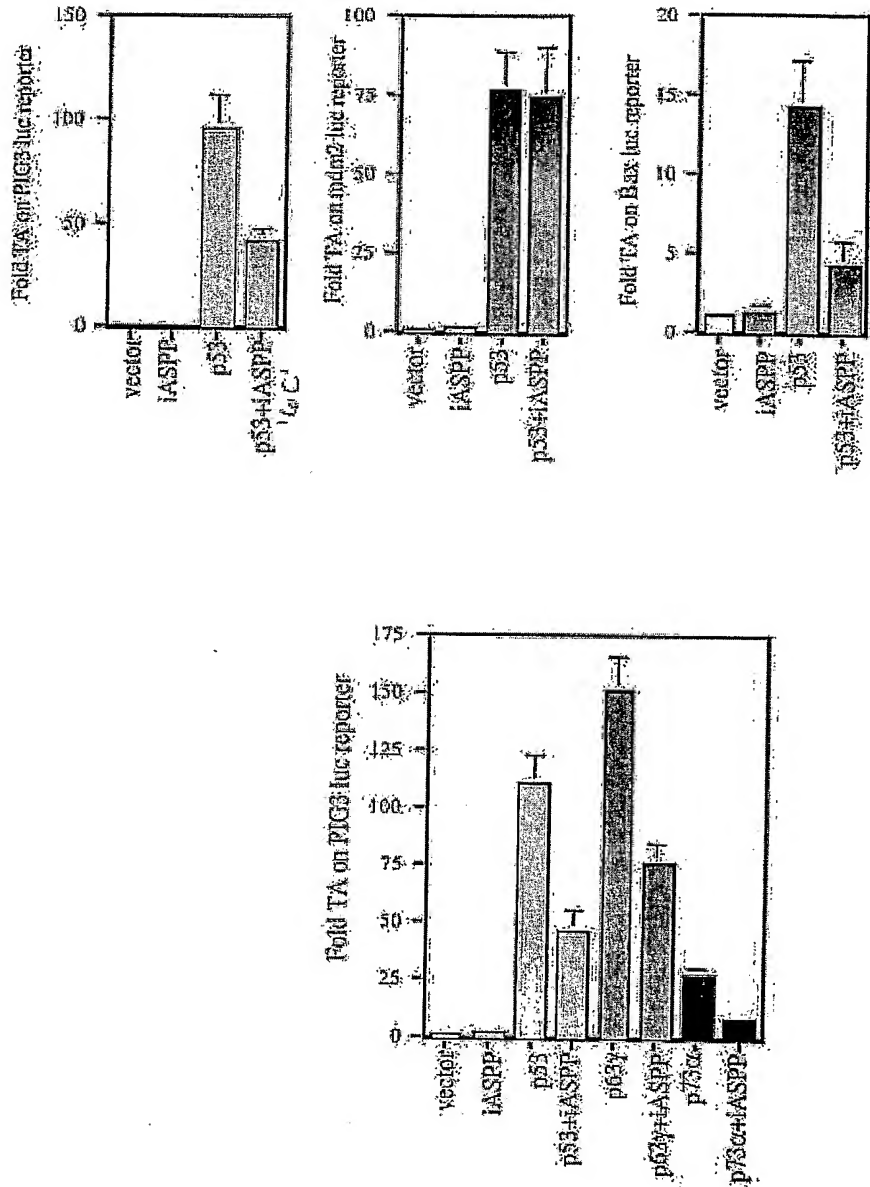 Fold TA on PIG3 luc reporter
150
100
50
0
vector
iASPP
p53
p53+iASPP
Fold TA on mdm2 luc reporter
100
75
50
25
0
vector
iASPP
p53
p53+iASPP
Fold TA on Bax luc reporter
20
15
10
5
0
vector
iASPP
p53
p53+iASPP
Fold TA on PIG3 luc reporter
175
150
125
100
75
50
25
0
vector
iASPP
p53
p53+iASPP
p63γ
p63γ+iASPP
p73α
p73α+iASPP